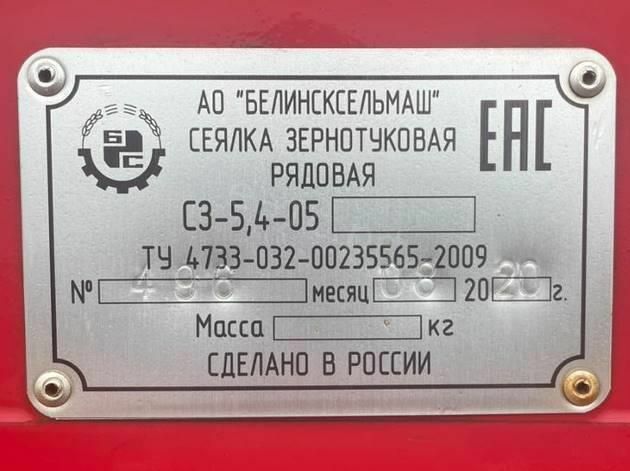 АО "БЕЛИНСКСЕЛЬМАШ"
СЕЯЛКА ЗЕРНОТУКОВАЯ
РЯДОВАЯ
БС
ЕАС
СЗ-5,4-05
ТУ 4733-032-00235565-2009
№ 496 месяц 08 2020 г.
Масса кг
СДЕЛАНО В РОССИИ